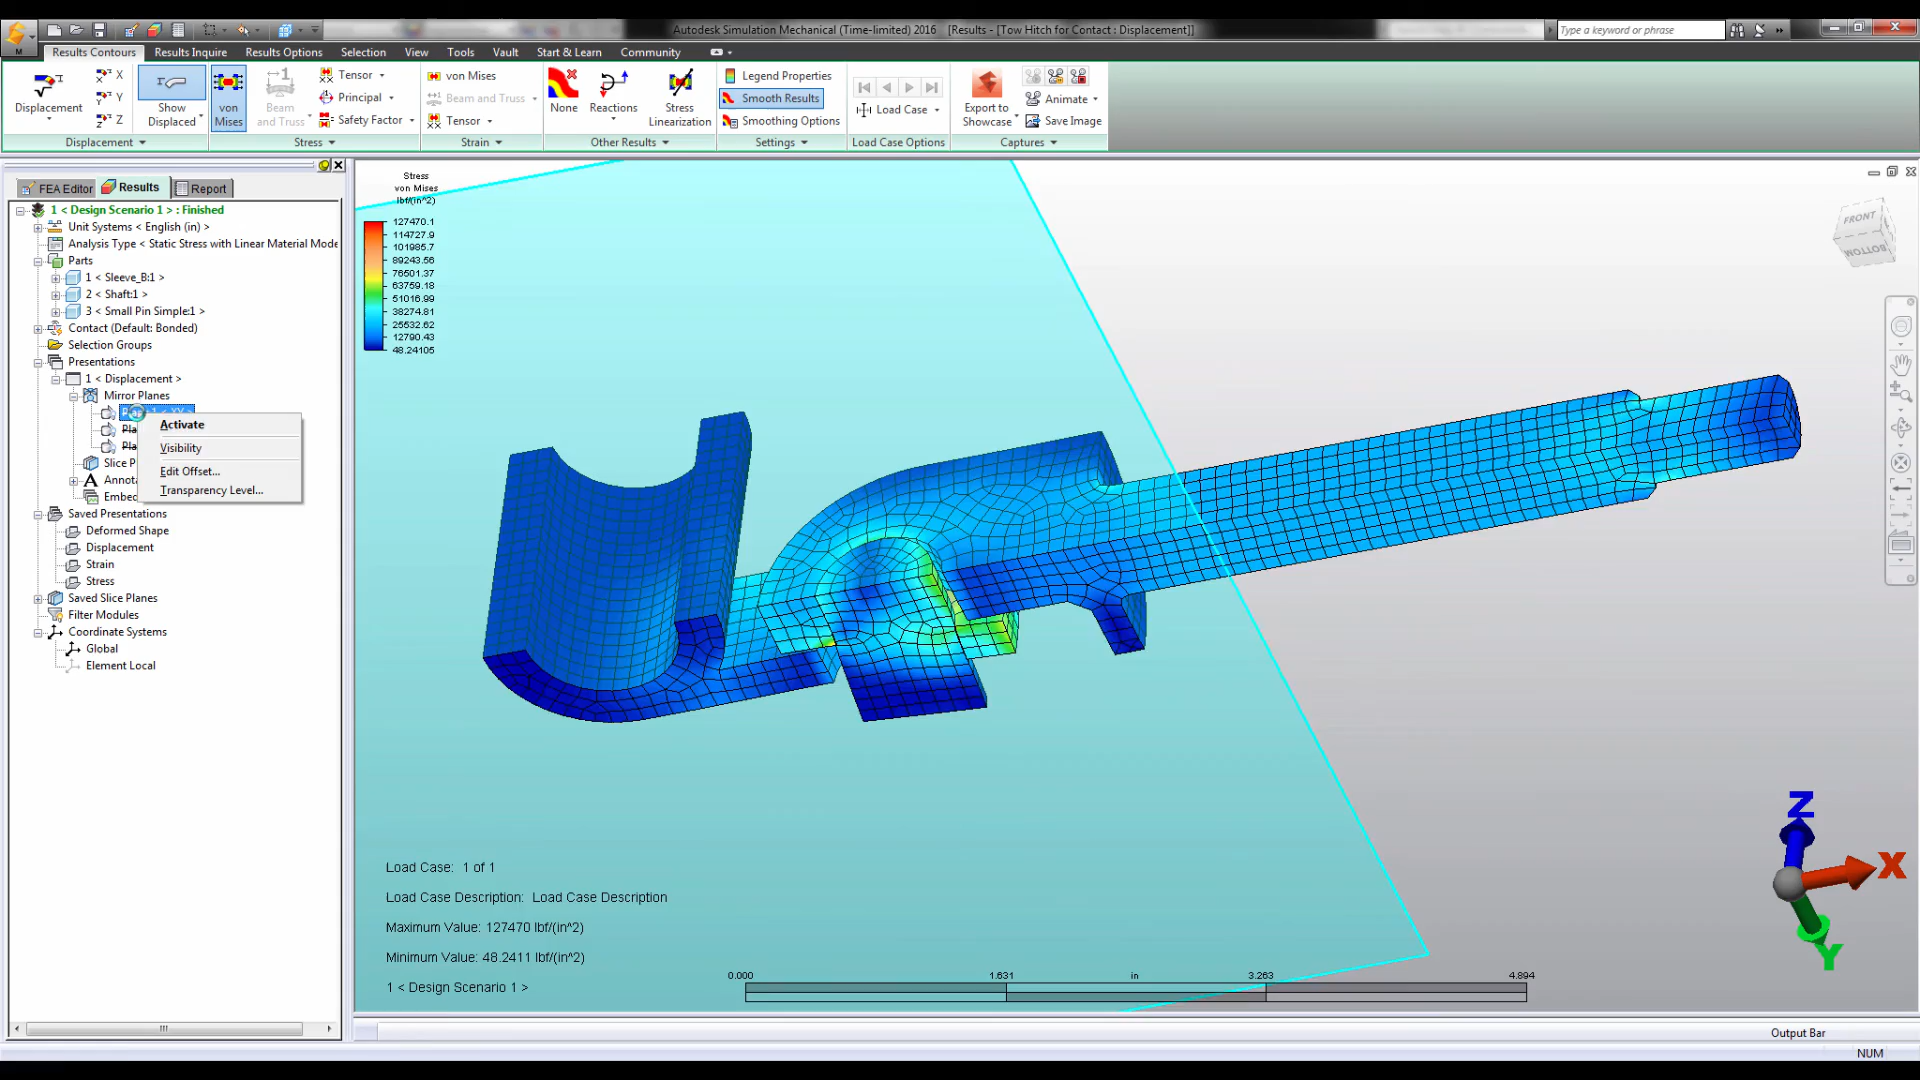 Autodesk Simulation Mechanical (Time-limited) 2016 [Results - [Tow Hitch for Contact : Displacement]]
Type a keyword or phrase
M
Results Contours Results Inquire Results Options Selection View Tools Vault Start & Learn Community
Displacement
X
Y
Z
Show Displaced
von Mises
Beam and Truss
Tensor
Principal
Safety Factor
von Mises
Beam and Truss
Tensor
None
Reactions
Stress Linearization
Legend Properties
Smooth Results
Smoothing Options
Load Case
Export to Showcase
Animate
Save Image
Displacement Stress Strain Other Results Settings Load Case Options Captures
FEA Editor Results Report
1 < Design Scenario 1 > : Finished
Unit Systems < English (in) >
Analysis Type < Static Stress with Linear Material Mode
Parts
1 < Sleeve_B:1 >
2 < Shaft:1 >
3 < Small Pin Simple:1 >
Contact (Default: Bonded)
Selection Groups
Presentations
1 < Displacement >
Mirror Planes
Pla
Pla
Slice P
Annota
Embec
Activate
Visibility
Edit Offset...
Transparency Level...
Saved Presentations
Deformed Shape
Displacement
Strain
Stress
Saved Slice Planes
Filter Modules
Coordinate Systems
Global
Element Local
Stress
von Mises
lbf/(in^2)
127470.1
114727.9
101985.7
89243.56
76501.37
63759.18
51016.99
38274.81
25532.62
12790.43
48.24105
FRONT
BOTTOM
Load Case: 1 of 1
Load Case Description: Load Case Description
Maximum Value: 127470 lbf/(in^2)
Minimum Value: 48.2411 lbf/(in^2)
1 < Design Scenario 1 >
0.000 1.631 in 3.263 4.894
Z
X
Y
Output Bar
NUM